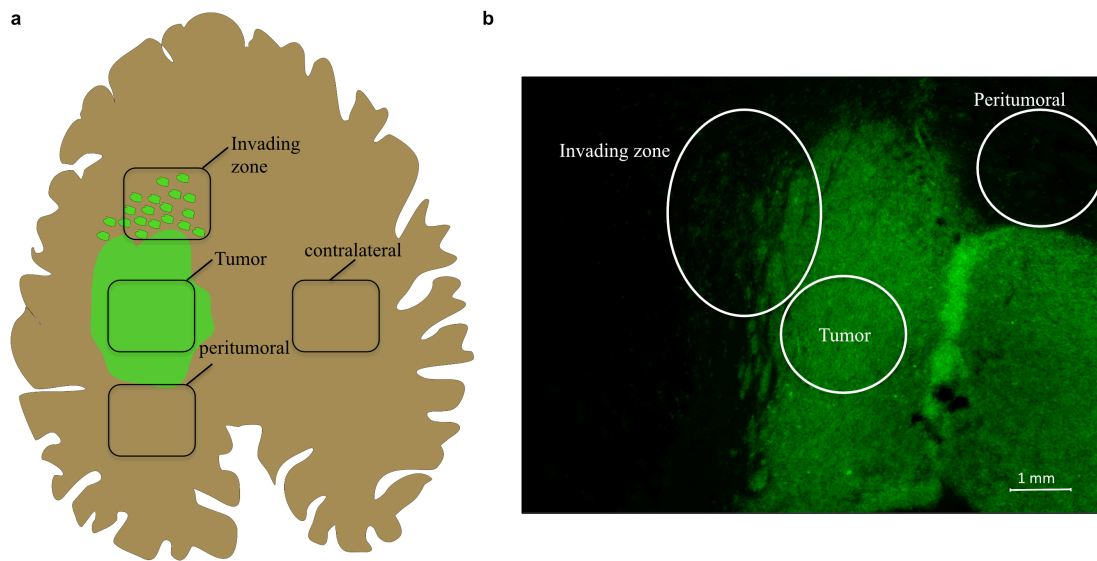 a
Invading
zone
Tumor
contralateral
peritumoral
b
Peritumoral
Invading zone
Tumor
1 mm